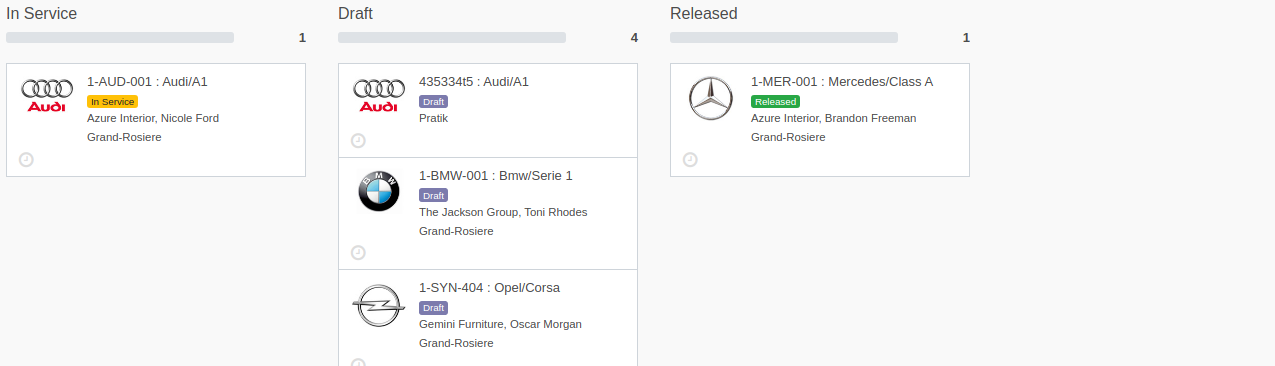 In Service
1
1-AUD-001 : Audi/A1
Audi
In Service
Azure Interior, Nicole Ford
Grand-Rosiere
Draft
4
435334t5 : Audi/A1
Audi
Draft
Pratik
1-BMW-001 : Bmw/Serie 1
BMW
Draft
The Jackson Group, Toni Rhodes
Grand-Rosiere
1-SYN-404 : Opel/Corsa
Draft
Gemini Furniture, Oscar Morgan
Grand-Rosiere
Released
1
1-MER-001 : Mercedes/Class A
Released
Azure Interior, Brandon Freeman
Grand-Rosiere